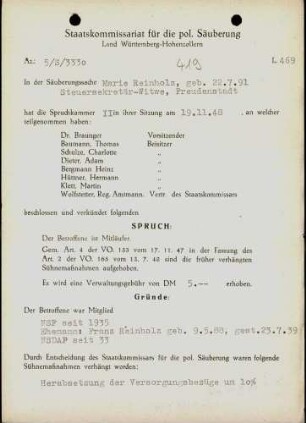 Staatskommissariat für die pol. Säuberung
Land Württemberg-Hohenzollern
Az.: 5/S/3330
419
L 469
In der Säuberungssache Marie Reinholz, geb. 22.7.91
Steuersekretär-Witwe, Freudenstadt
hat die Spruchkammer II in ihrer Sitzung am 19.11.48, an welcher
teilgenommen haben:
Dr. Braunger Vorsitzender
Baumann, Thomas Beisitzer
Schulze, Charlotte "
Dieter, Adam "
Bergmann Heinz "
Hüttner, Hermann "
Klett, Martin "
Wolfstetter, Reg. Amtmann, Vertr. des Staatskommissars
beschlossen und verkündet folgenden
SPRUCH:
Der Betroffene ist Mitläufer.
Gem. Art. 4 der VO. 133 vom 17. 11. 47 in der Fassung des
Art. 2 der VO. 165 vom 13. 7. 48 sind die früher verhängten
Sühnemaßnahmen aufgehoben.
Es wird eine Verwaltungsgebühr von DM 5.-- erhoben.
Gründe:
Der Betroffene war Mitglied
NSF seit 1935
Ehemann: Franz Reinholz geb. 9.5.88, gest.23.7.39
NSDAP seit 33
Durch Entscheidung des Staatskommissars für die pol. Säuberung waren folgende
Sühnemaßnahmen verhängt worden:
Herabsetzung der Versorgungsbezüge um 10%